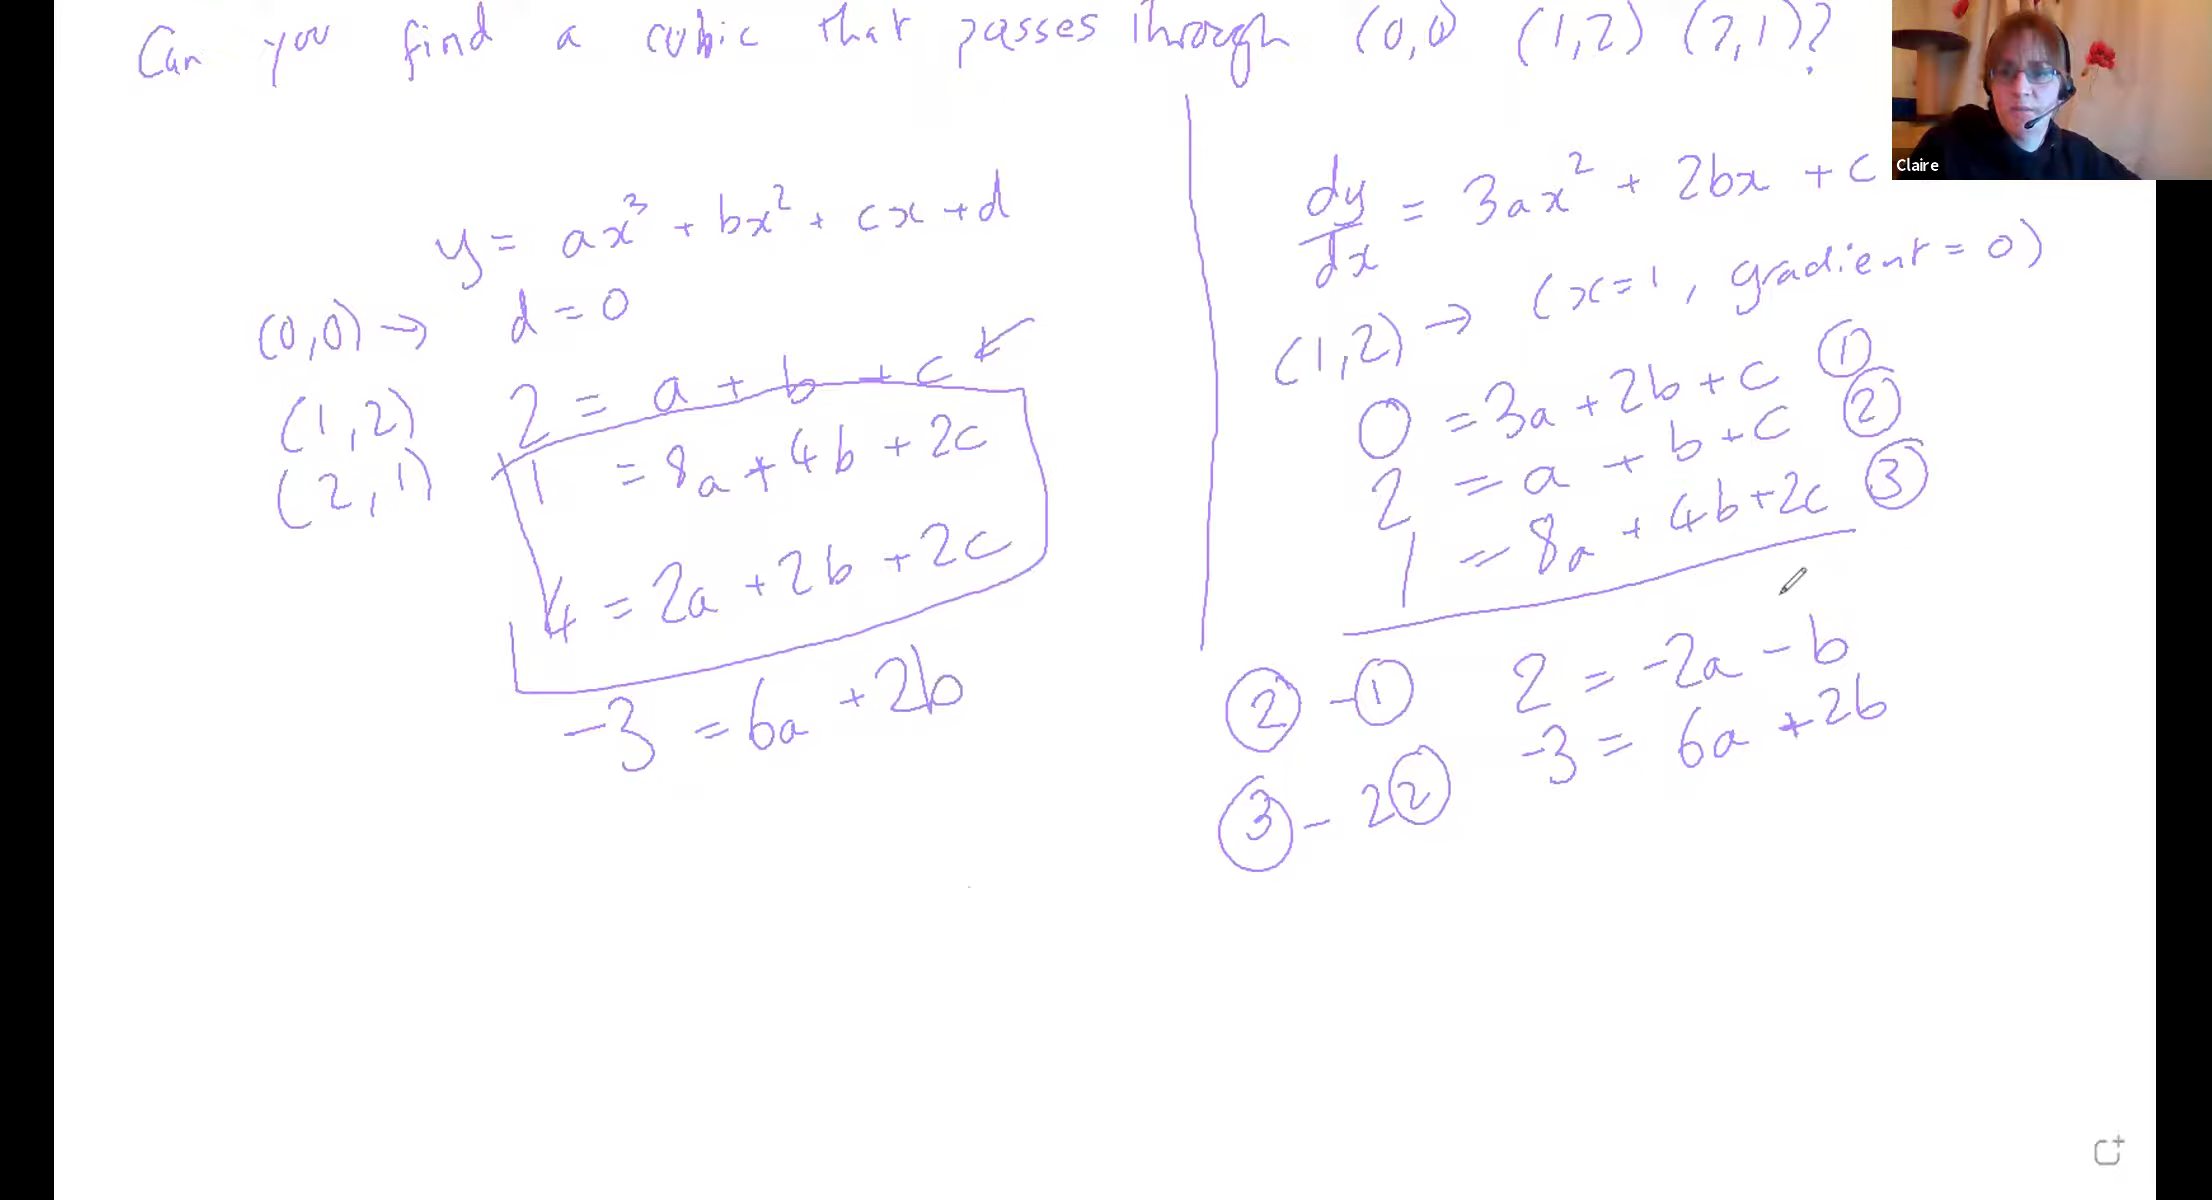 Can you find a cubic that passes through (0,0) (1,2) (2,1)?
Claire
y = ax³ + bx² + cx + d
(0,0) → d = 0
(1,2) 2 = a + b + c ←
(2,1) 1 = 8a + 4b + 2c
4 = 2a + 2b + 2c
-3 = 6a + 2b
dy/dx = 3ax² + 2bx + c
(1,2) → (x=1, gradient = 0)
0 = 3a + 2b + c ①
2 = a + b + c ②
1 = 8a + 4b + 2c ③
② - ① 2 = -2a - b
③ - 2② -3 = 6a + 2b